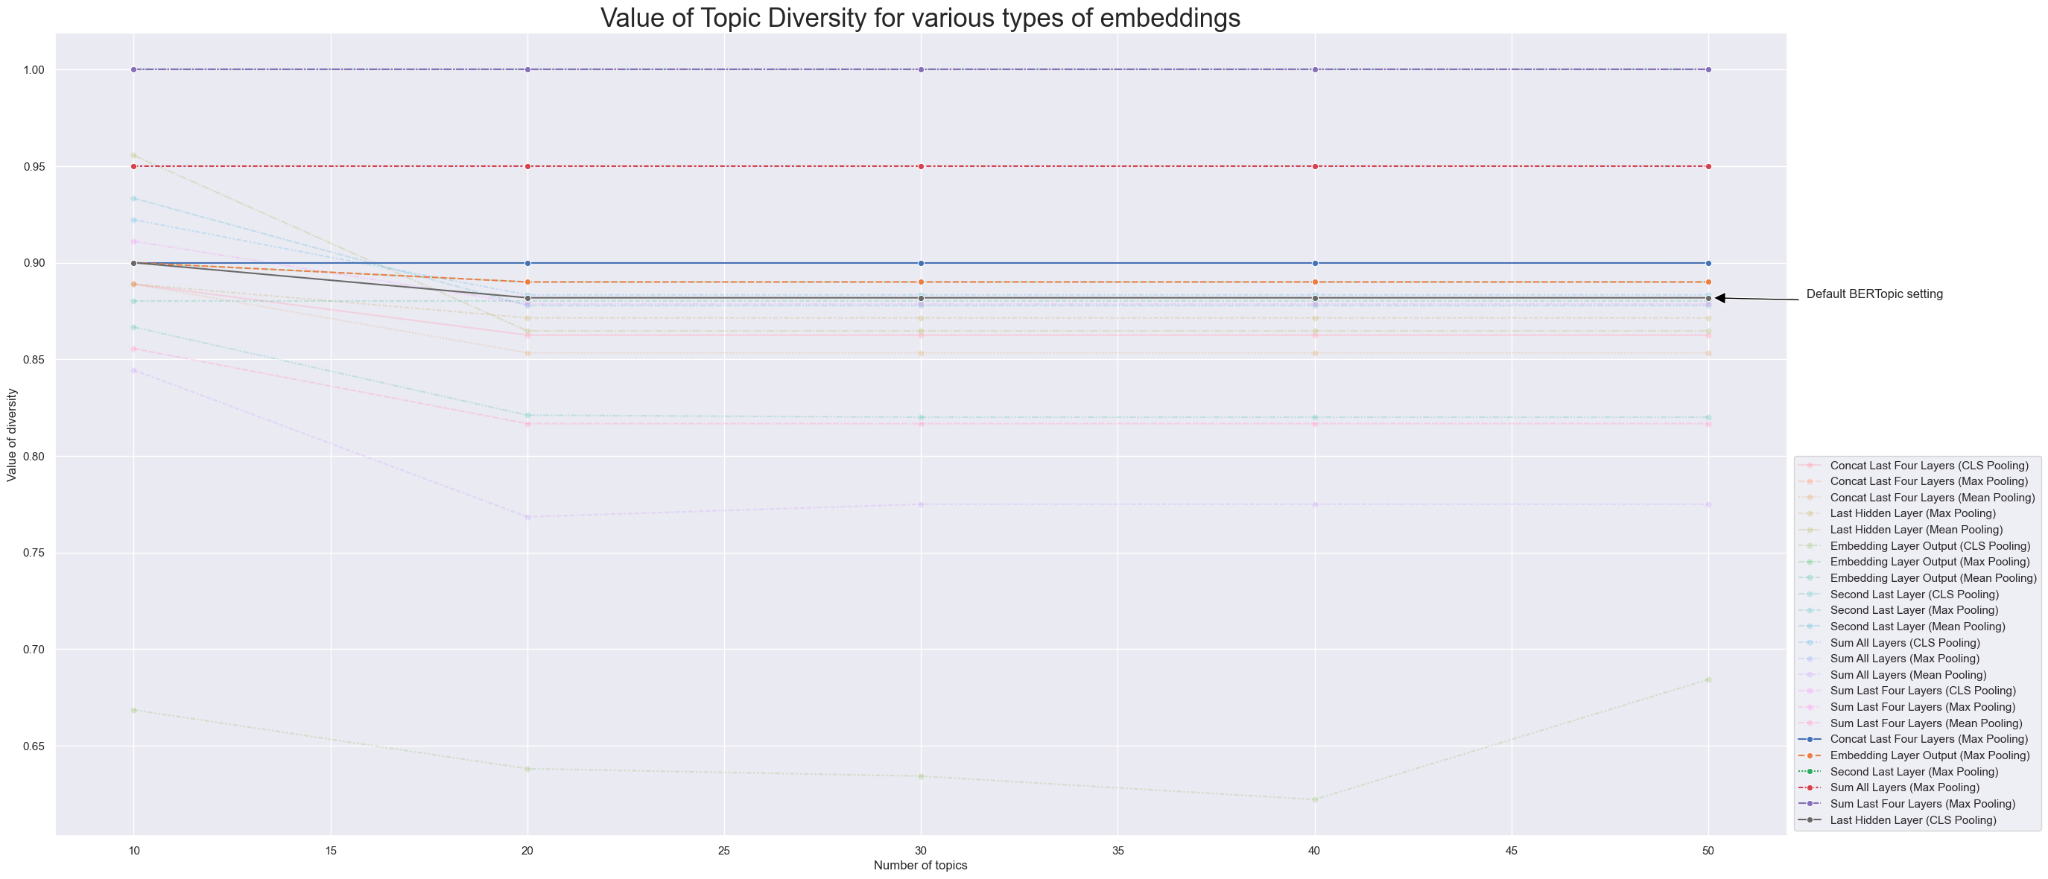 Value of Topic Diversity for various types of embeddings
1.00
0.95
0.90
0.85
0.80
0.75
0.70
0.65
Value of diversity
Default BERTopic setting
Concat Last Four Layers (CLS Pooling)
Concat Last Four Layers (Max Pooling)
Concat Last Four Layers (Mean Pooling)
Last Hidden Layer (Max Pooling)
Last Hidden Layer (Mean Pooling)
Embedding Layer Output (CLS Pooling)
Embedding Layer Output (Max Pooling)
Embedding Layer Output (Mean Pooling)
Second Last Layer (CLS Pooling)
Second Last Layer (Max Pooling)
Second Last Layer (Mean Pooling)
Sum All Layers (CLS Pooling)
Sum All Layers (Max Pooling)
Sum All Layers (Mean Pooling)
Sum Last Four Layers (CLS Pooling)
Sum Last Four Layers (Max Pooling)
Sum Last Four Layers (Mean Pooling)
Concat Last Four Layers (Max Pooling)
Embedding Layer Output (Max Pooling)
Second Last Layer (Max Pooling)
Sum All Layers (Max Pooling)
Sum Last Four Layers (Max Pooling)
Last Hidden Layer (CLS Pooling)
10 15 20 25 30 35 40 45 50
Number of topics